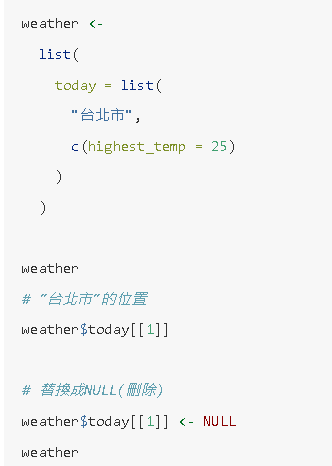 weather <-
  list(
    today = list(
      "台北市",
      c(highest_temp = 25)
    )
  )

weather
# "台北市"的位置
weather$today[[1]]

# 替換成NULL(刪除)
weather$today[[1]] <- NULL
weather